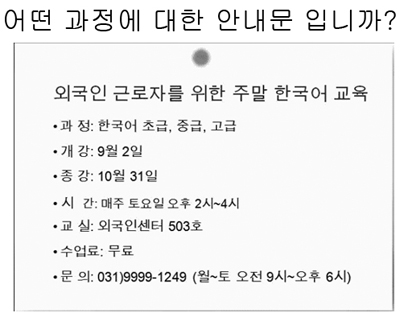 어떤 과정에 대한 안내문 입니까?
외국인 근로자를 위한 주말 한국어 교육
• 과 정: 한국어 초급, 중급, 고급
• 개 강: 9월 2일
• 종 강: 10월 31일
• 시 간: 매주 토요일 오후 2시~4시
• 교 실: 외국인센터 503호
• 수업료: 무료
• 문 의: 031)9999-1249 (월~토 오전 9시~오후 6시)